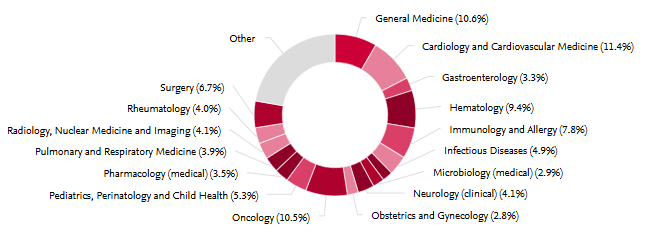 General Medicine (10.6%)
Cardiology and Cardiovascular Medicine (11.4%)
Gastroenterology (3.3%)
Hematology (9.4%)
Immunology and Allergy (7.8%)
Infectious Diseases (4.9%)
Microbiology (medical) (2.9%)
Neurology (clinical) (4.1%)
Obstetrics and Gynecology (2.8%)
Oncology (10.5%)
Pediatrics, Perinatology and Child Health (5.3%)
Pharmacology (medical) (3.5%)
Pulmonary and Respiratory Medicine (3.9%)
Radiology, Nuclear Medicine and Imaging (4.1%)
Rheumatology (4.0%)
Surgery (6.7%)
Other